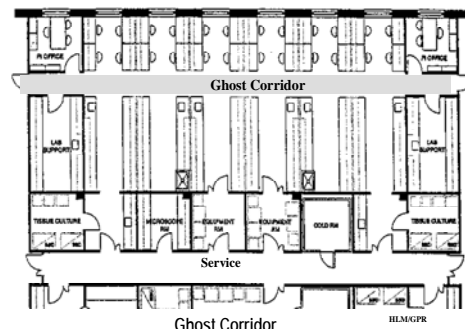 PI OFFICE
PI OFFICE
Ghost Corridor
LAB
SUPPORT
LAB
SUPPORT
TISSUE CULTURE
MICROSCOPE
RM
EQUIPMENT
RM
EQUIPMENT
RM
COLD RM
TISSUE CULTURE
Service
Ghost Corridor
HLM/GPR